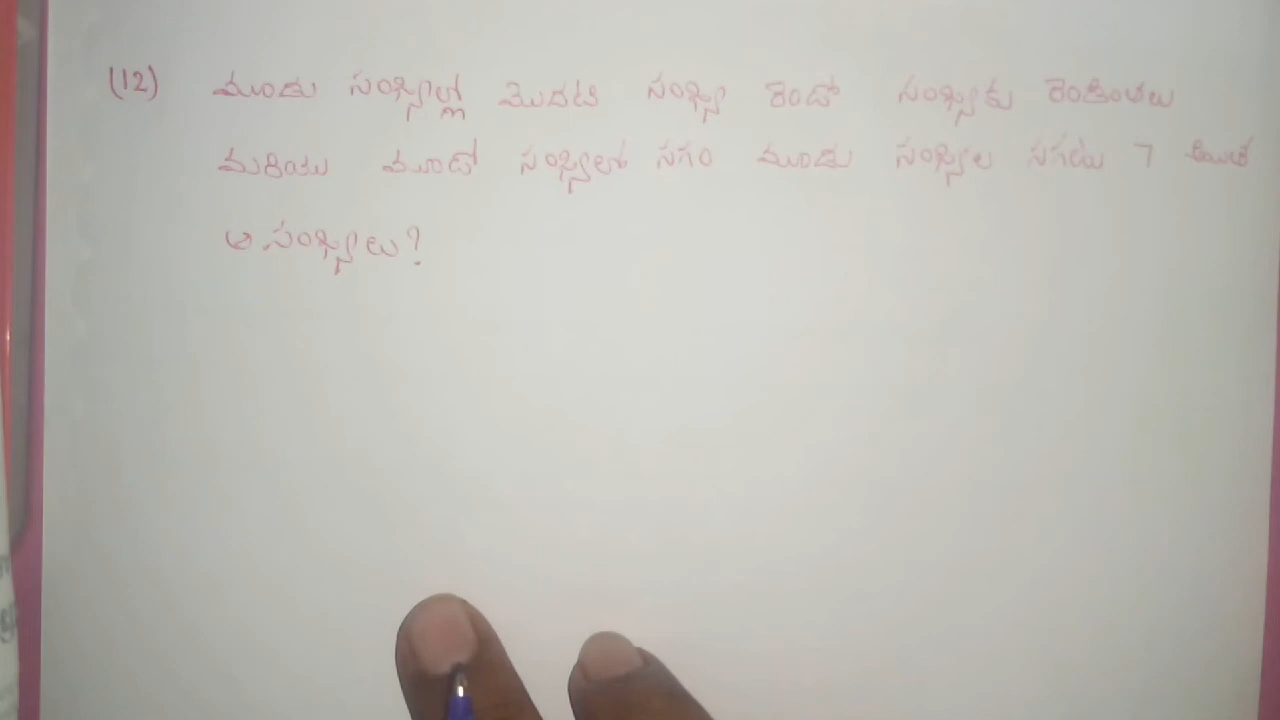 (12) మూడు సంఖ్యల్లో మొదటి సంఖ్య రెండో సంఖ్యకు రెండింతలు
మరియు మూడో సంఖ్యలో సగం మూడు సంఖ్యల సగటు 7 అయిత
ఆ సంఖ్యలు?